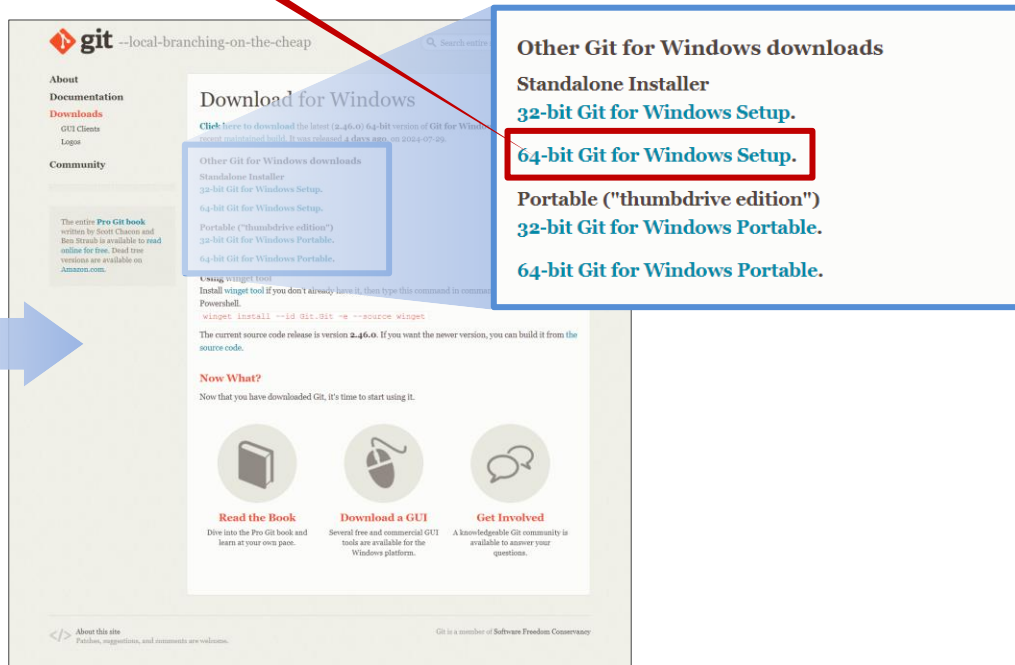 git --local-branching-on-the-cheap
Search entire
About
Documentation
Downloads
GUI Clients
Logos
Community
The entire Pro Git book
written by Scott Chacon and
Ben Straub is available to read
online for free. Dead tree
versions are available on
Amazon.com.
Download for Windows
Click here to download the latest (2.46.0) 64-bit version of Git for Windows
recent maintained build. It was released 4 days ago, on 2024-07-29.
Other Git for Windows downloads
Standalone Installer
32-bit Git for Windows Setup.
64-bit Git for Windows Setup.
Portable ("thumbdrive edition")
32-bit Git for Windows Portable.
64-bit Git for Windows Portable.
Using winget tool
Install winget tool if you don't already have it, then type this command in
Powershell.
winget install --id Git.Git -e --source winget
The current source code release is version 2.46.0. If you want the newer version, you can build it from the
source code.
Now What?
Now that you have downloaded Git, it's time to start using it.
Read the Book
Dive into the Pro Git book and
learn at your own pace.
Download a GUI
Several free and commercial GUI
tools are available for the
Windows platform.
Get Involved
A knowledgeable Git community is
available to answer your
questions.
</> About this site
Patches, suggestions, and comments are welcome.
Git is a member of Software Freedom Conservancy
Other Git for Windows downloads
Standalone Installer
32-bit Git for Windows Setup.
64-bit Git for Windows Setup.
Portable ("thumbdrive edition")
32-bit Git for Windows Portable.
64-bit Git for Windows Portable.